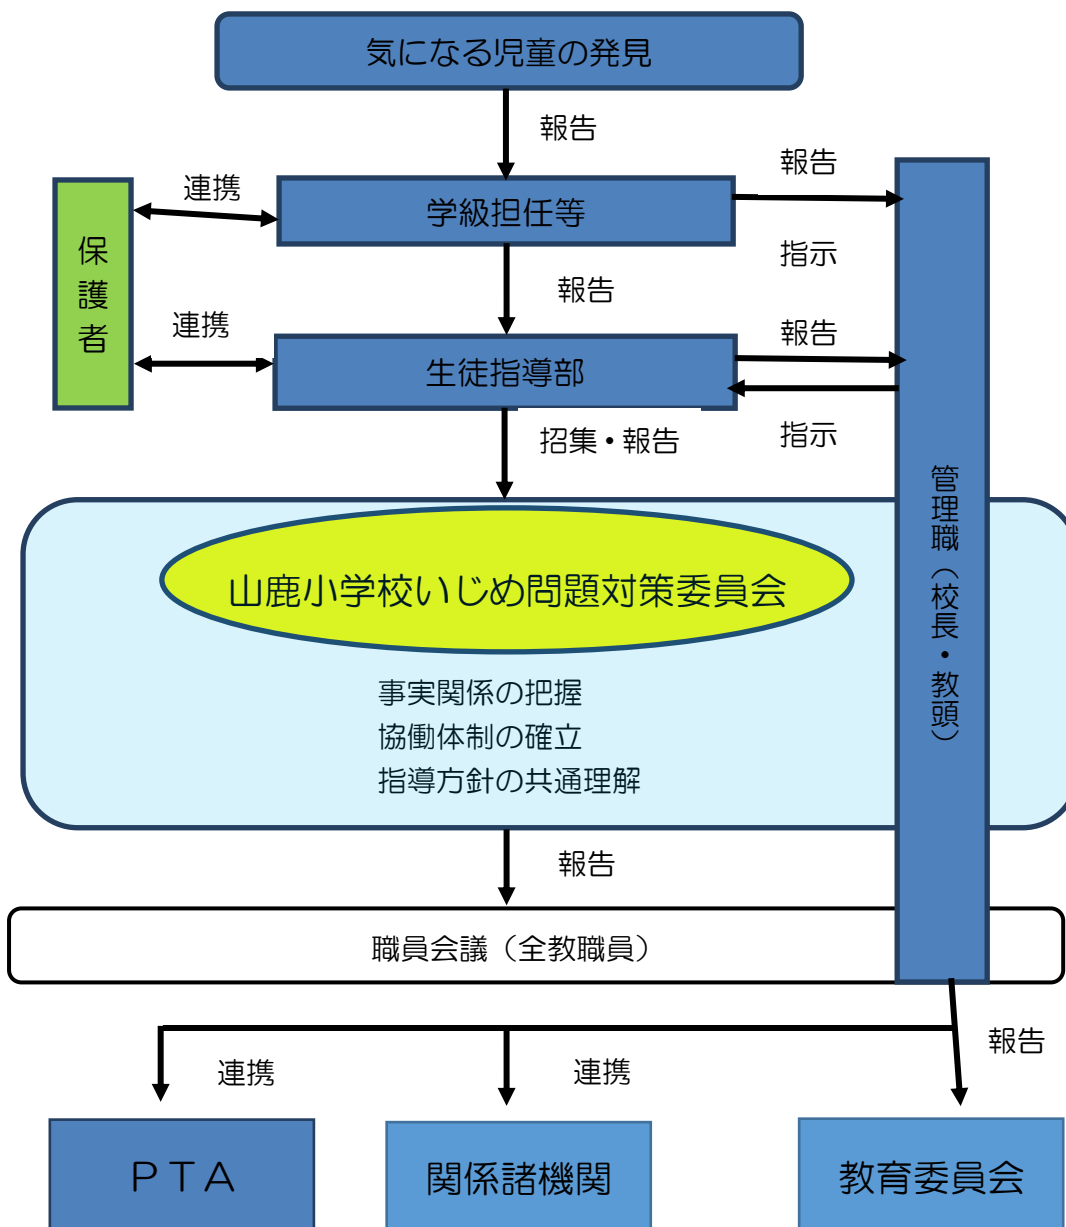 気になる児童の発見
報告
報告
連携
学級担任等
保護者
指示
報告
連携
報告
生徒指導部
招集・報告
指示
管理職(校長・教頭)
山鹿小学校いじめ問題対策委員会
事実関係の把握
協働体制の確立
指導方針の共通理解
報告
職員会議(全教職員)
報告
連携
連携
PTA
関係諸機関
教育委員会